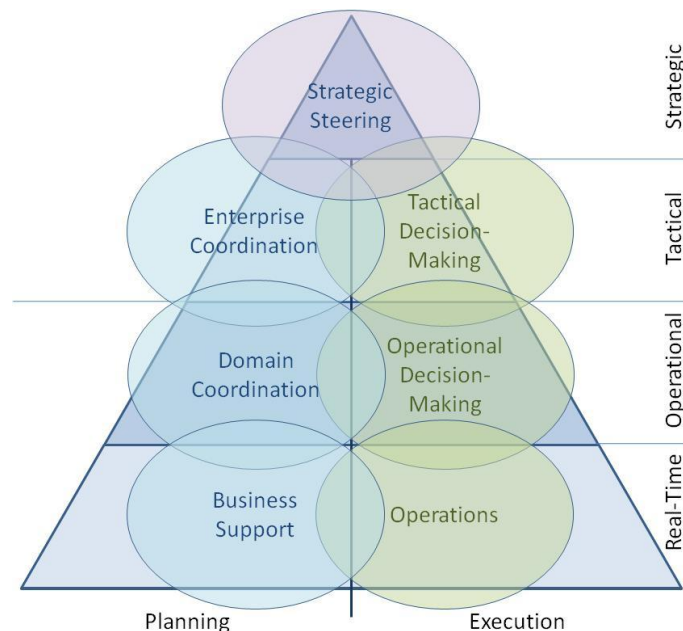 Strategic
Steering
Strategic
Enterprise
Coordination
Tactical
Decision-
Making
Tactical
Domain
Coordination
Operational
Decision-
Making
Operational
Business
Support
Operations
Real-Time
Planning
Execution